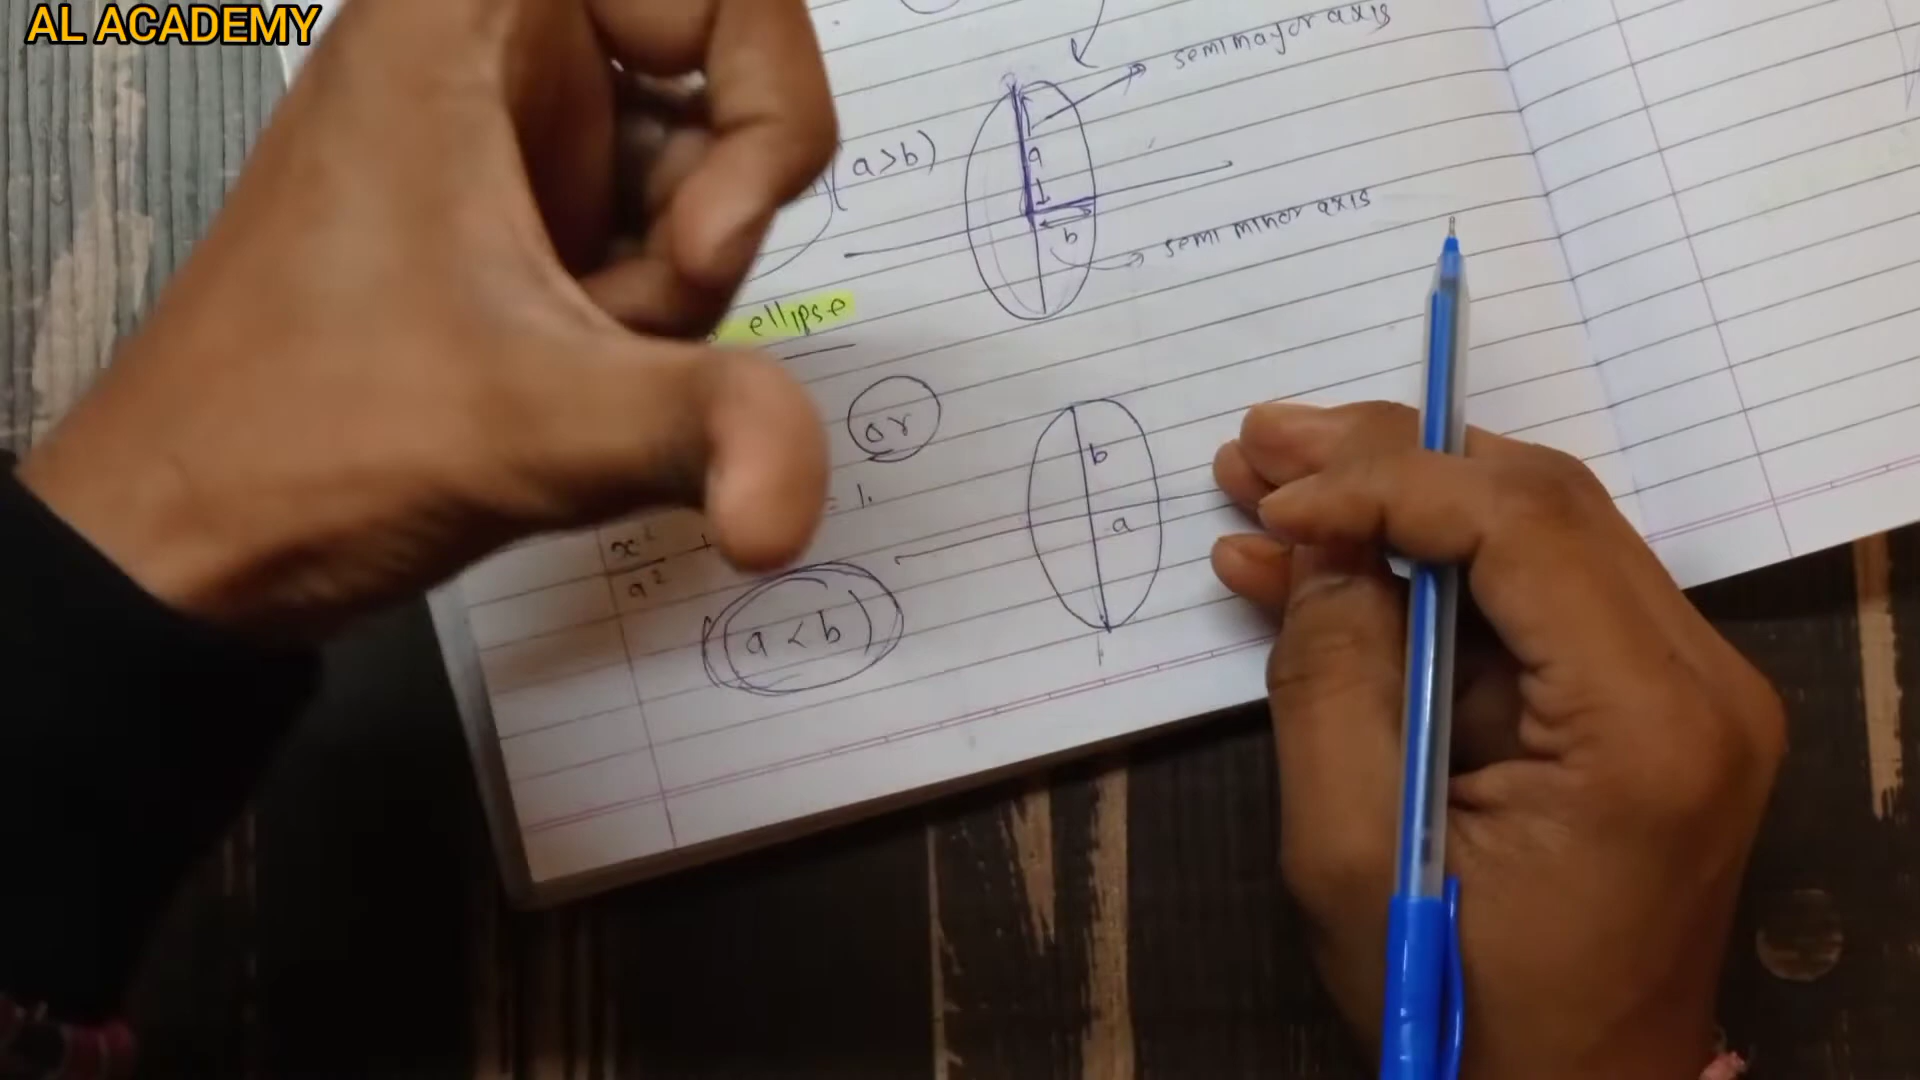 AL ACADEMY
semi major axis
(a>b)
a
b
semi minor axis
ellipse
or
b
= 1.
a
x²
a²
(a < b)